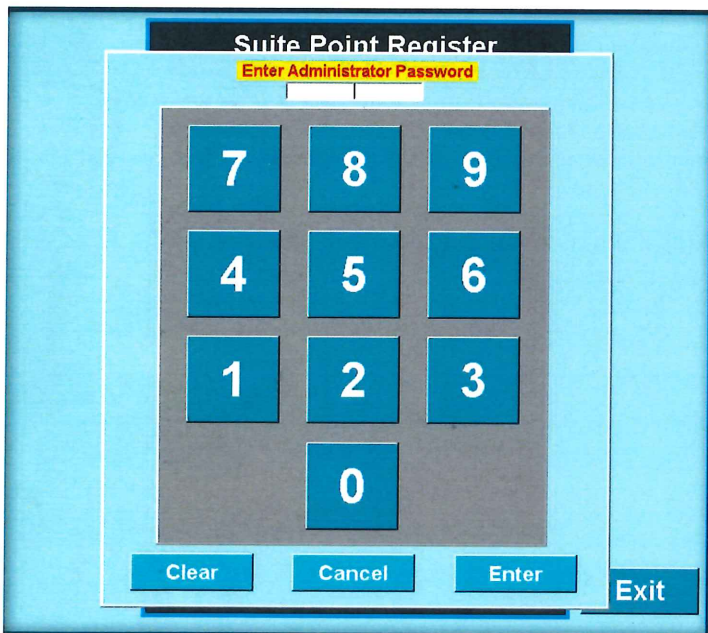 Suite Point Register
Enter Administrator Password
7 8 9
4 5 6
1 2 3
0
Clear Cancel Enter
Exit